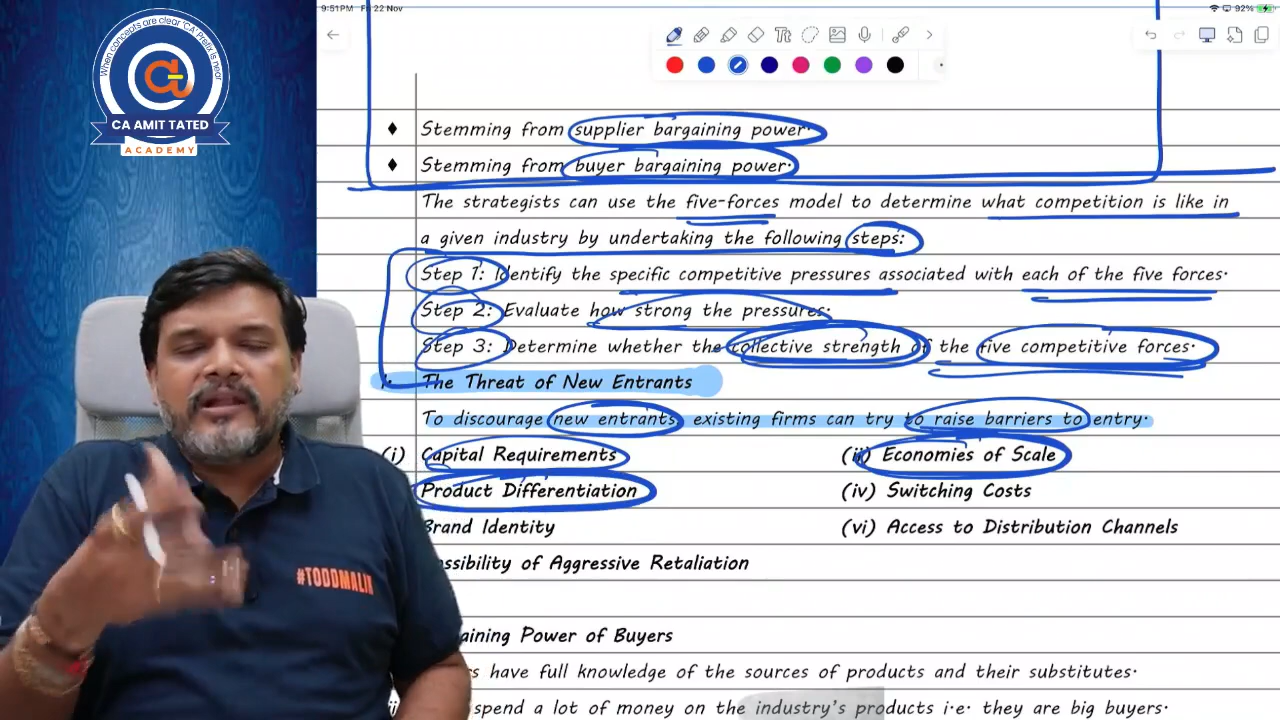 9:51PM Fri 22 Nov
92%
When concepts are clear 'CA' Prefix is near
CA AMIT TATED
ACADEMY
Tt
♦ Stemming from supplier bargaining power.
♦ Stemming from buyer bargaining power.
The strategists can use the five-forces model to determine what competition is like in
a given industry by undertaking the following steps:
Step 1: Identify the specific competitive pressures associated with each of the five forces.
Step 2: Evaluate how strong the pressures.
Step 3: Determine whether the collective strength of the five competitive forces.
The Threat of New Entrants
To discourage new entrants, existing firms can try to raise barriers to entry.
(i) Capital Requirements (ii) Economies of Scale
Product Differentiation (iv) Switching Costs
Brand Identity (vi) Access to Distribution Channels
of Aggressive Retaliation
Power of Buyers
have full knowledge of the sources of products and their substitutes.
spend a lot of money on the industry's products i.e. they are big buyers.
#TODOMALIK